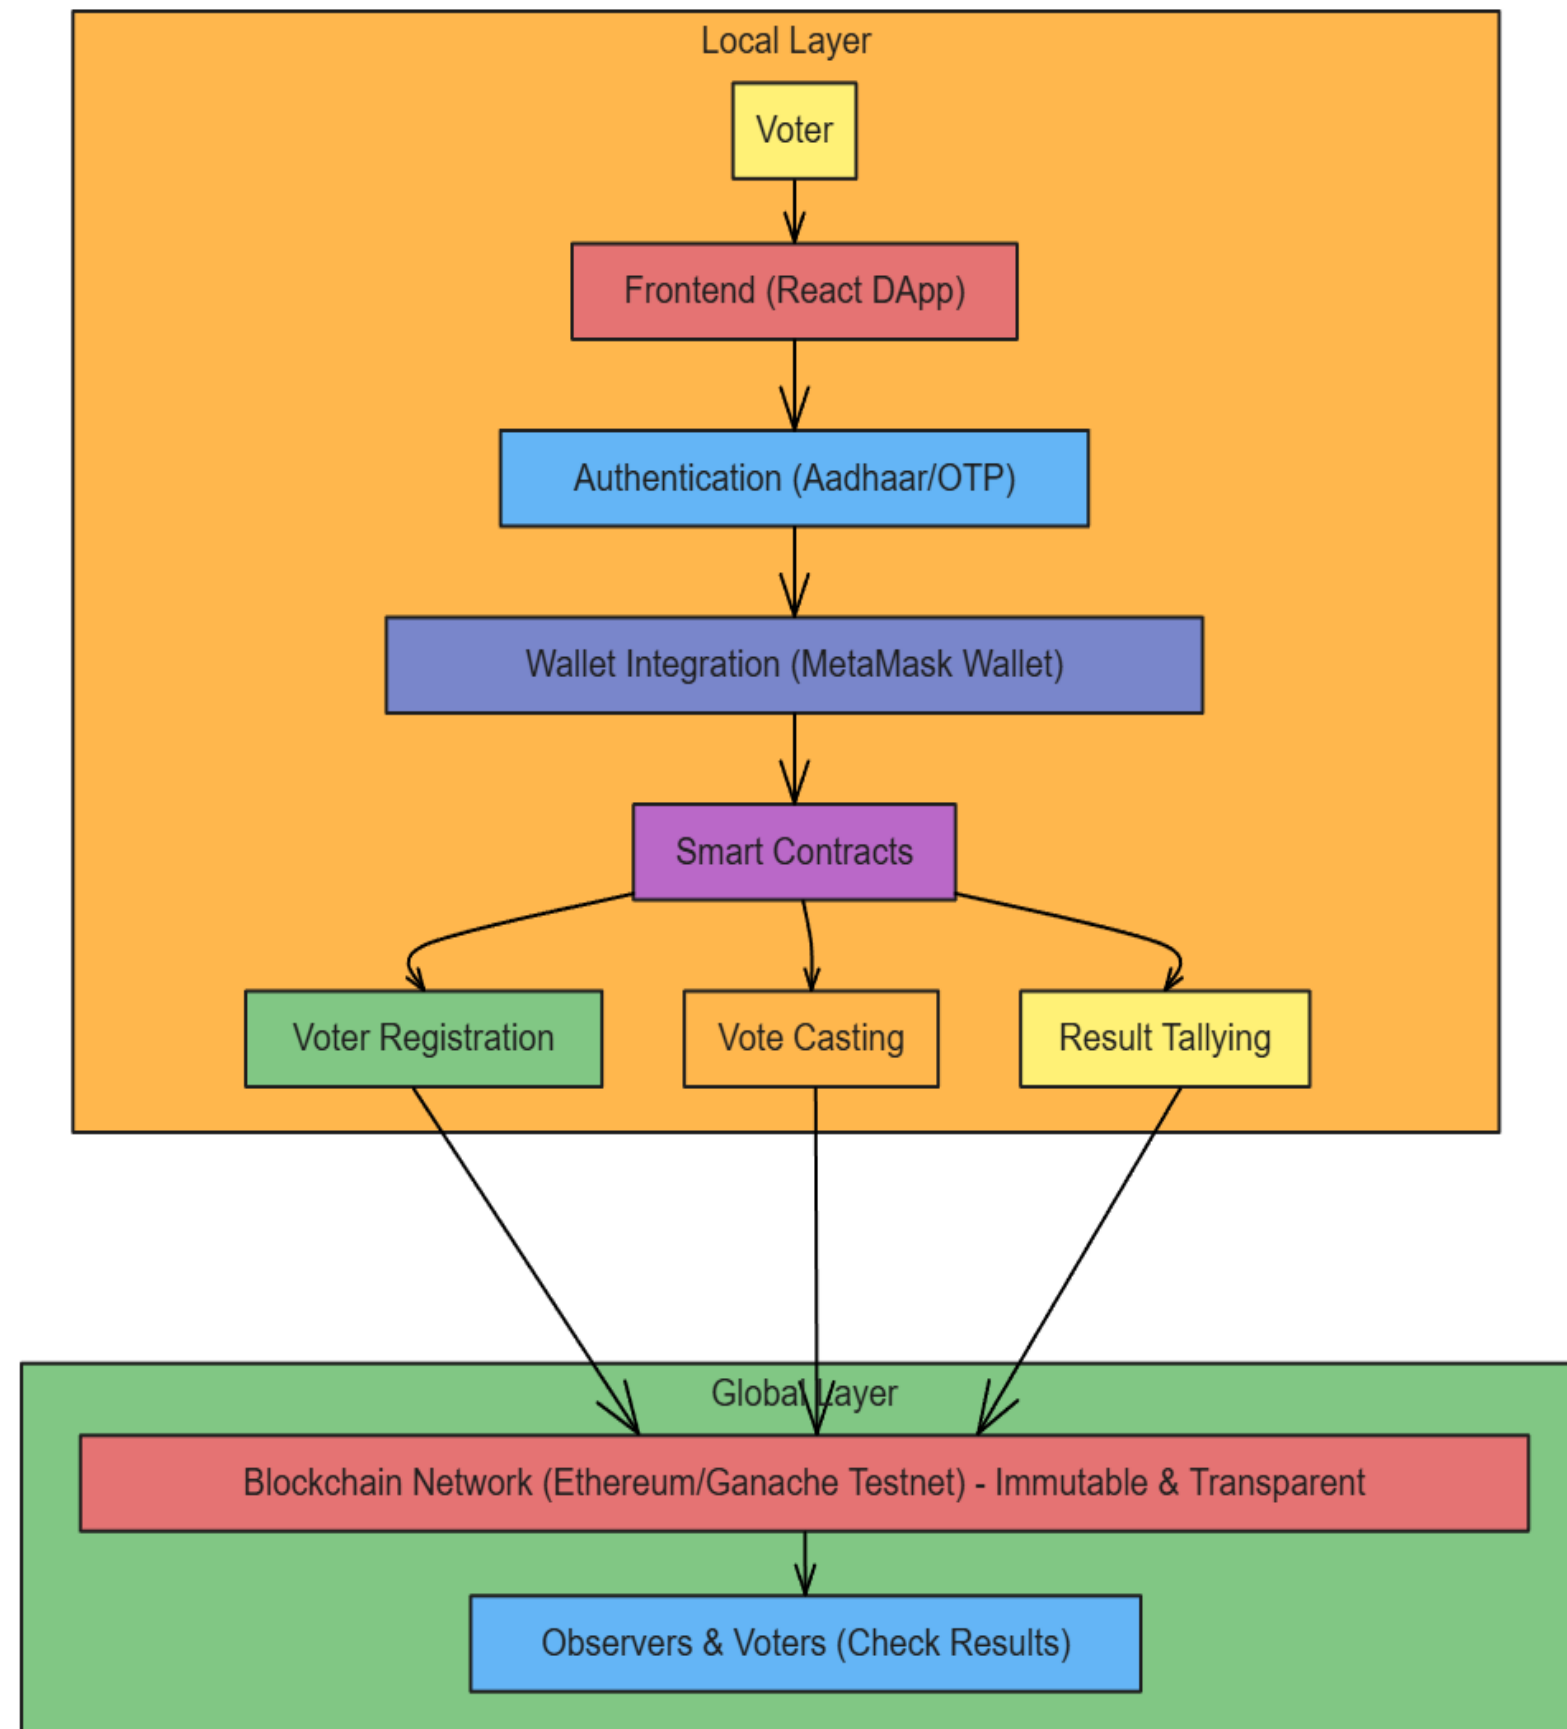 Local Layer
Voter
Frontend (React DApp)
Authentication (Aadhaar/OTP)
Wallet Integration (MetaMask Wallet)
Smart Contracts
Voter Registration
Vote Casting
Result Tallying
Global Layer
Blockchain Network (Ethereum/Ganache Testnet) - Immutable & Transparent
Observers & Voters (Check Results)